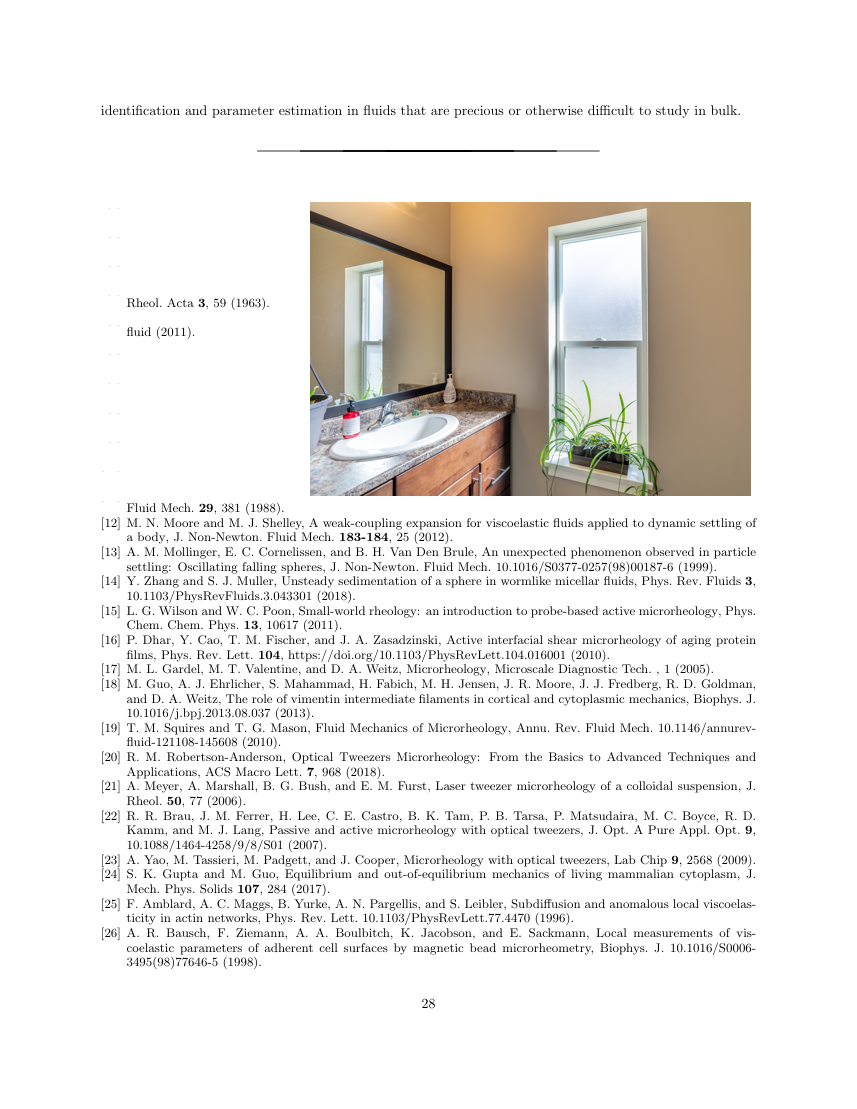 identification and parameter estimation in fluids that are precious or otherwise difficult to study in bulk.
Rheol. Acta 3, 59 (1963).
fluid (2011).
Fluid Mech. 29, 381 (1988).
[12] M. N. Moore and M. J. Shelley, A weak-coupling expansion for viscoelastic fluids applied to dynamic settling of
a body, J. Non-Newton. Fluid Mech. 183-184, 25 (2012).
[13] A. M. Mollinger, E. C. Cornelissen, and B. H. Van Den Brule, An unexpected phenomenon observed in particle
settling: Oscillating falling spheres, J. Non-Newton. Fluid Mech. 10.1016/S0377-0257(98)00187-6 (1999).
[14] Y. Zhang and S. J. Muller, Unsteady sedimentation of a sphere in wormlike micellar fluids, Phys. Rev. Fluids 3,
10.1103/PhysRevFluids.3.043301 (2018).
[15] L. G. Wilson and W. C. Poon, Small-world rheology: an introduction to probe-based active microrheology, Phys.
Chem. Chem. Phys. 13, 10617 (2011).
[16] P. Dhar, Y. Cao, T. M. Fischer, and J. A. Zasadzinski, Active interfacial shear microrheology of aging protein
films, Phys. Rev. Lett. 104, https://doi.org/10.1103/PhysRevLett.104.016001 (2010).
[17] M. L. Gardel, M. T. Valentine, and D. A. Weitz, Microrheology, Microscale Diagnostic Tech. , 1 (2005).
[18] M. Guo, A. J. Ehrlicher, S. Mahammad, H. Fabich, M. H. Jensen, J. R. Moore, J. J. Fredberg, R. D. Goldman,
and D. A. Weitz, The role of vimentin intermediate filaments in cortical and cytoplasmic mechanics, Biophys. J.
10.1016/j.bpj.2013.08.037 (2013).
[19] T. M. Squires and T. G. Mason, Fluid Mechanics of Microrheology, Annu. Rev. Fluid Mech. 10.1146/annurev-
fluid-121108-145608 (2010).
[20] R. M. Robertson-Anderson, Optical Tweezers Microrheology: From the Basics to Advanced Techniques and
Applications, ACS Macro Lett. 7, 968 (2018).
[21] A. Meyer, A. Marshall, B. G. Bush, and E. M. Furst, Laser tweezer microrheology of a colloidal suspension, J.
Rheol. 50, 77 (2006).
[22] R. R. Brau, J. M. Ferrer, H. Lee, C. E. Castro, B. K. Tam, P. B. Tarsa, P. Matsudaira, M. C. Boyce, R. D.
Kamm, and M. J. Lang, Passive and active microrheology with optical tweezers, J. Opt. A Pure Appl. Opt. 9,
10.1088/1464-4258/9/8/S01 (2007).
[23] A. Yao, M. Tassieri, M. Padgett, and J. Cooper, Microrheology with optical tweezers, Lab Chip 9, 2568 (2009).
[24] S. K. Gupta and M. Guo, Equilibrium and out-of-equilibrium mechanics of living mammalian cytoplasm, J.
Mech. Phys. Solids 107, 284 (2017).
[25] F. Amblard, A. C. Maggs, B. Yurke, A. N. Pargellis, and S. Leibler, Subdiffusion and anomalous local viscoelas-
ticity in actin networks, Phys. Rev. Lett. 10.1103/PhysRevLett.77.4470 (1996).
[26] A. R. Bausch, F. Ziemann, A. A. Boulbitch, K. Jacobson, and E. Sackmann, Local measurements of vis-
coelastic parameters of adherent cell surfaces by magnetic bead microrheometry, Biophys. J. 10.1016/S0006-
3495(98)77646-5 (1998).
28